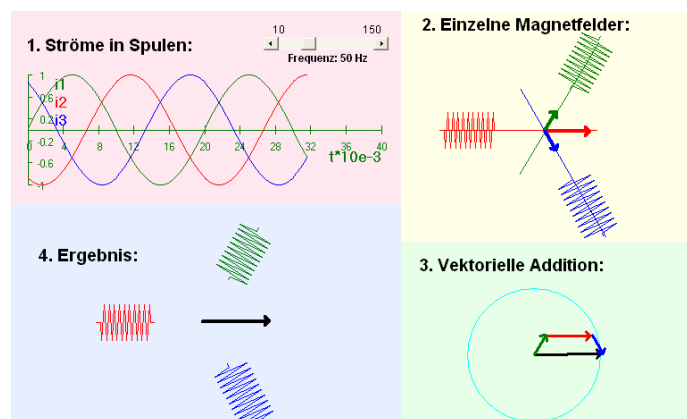 1. Ströme in Spulen:
10 150
Frequenz: 50 Hz
1
0.6
0.2
-0.2
-0.6
-1
i1
i2
i3
0 4 8 12 16 20 24 28 32 36 40
t*10e-3
2. Einzelne Magnetfelder:
4. Ergebnis:
3. Vektorielle Addition: